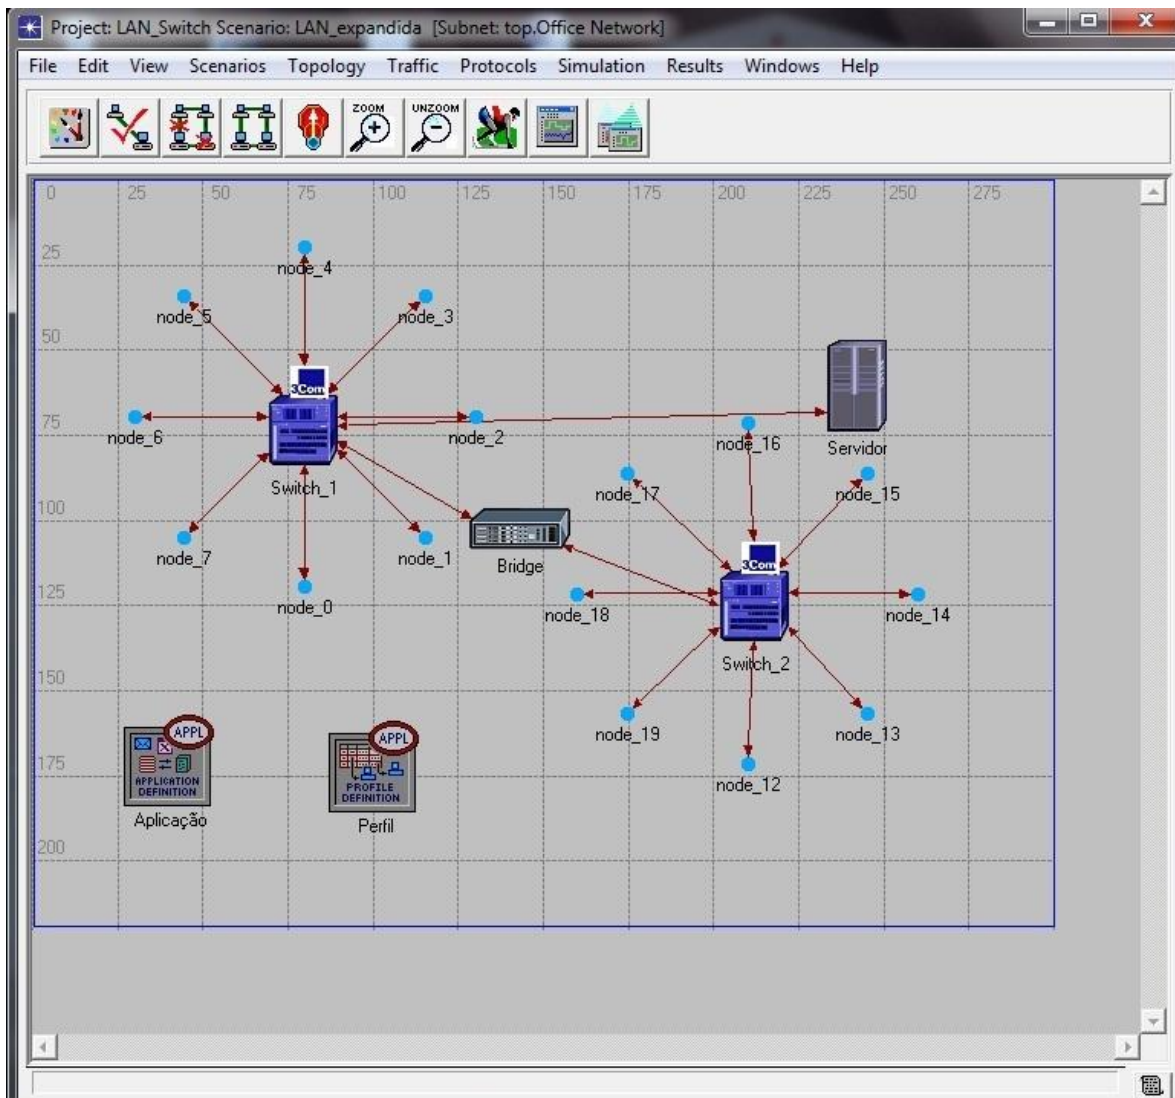 Project: LAN_Switch Scenario: LAN_expandida [Subnet: top.Office Network]
File Edit View Scenarios Topology Traffic Protocols Simulation Results Windows Help
ZOOM UNZOOM
0 25 50 75 100 125 150 175 200 225 250 275
25
node_4
node_5 node_3
50
3Com
75
node_6 node_2 node_16 Servidor
Switch_1
node_17 node_15
100
node_7 node_1 Bridge
3Com
125
node_0 node_18 node_14
150
Switch_2
node_19 node_13
APPL APPL
175
APPLICATION
DEFINITION
PROFILE
DEFINITION
node_12
Aplicação Perfil
200